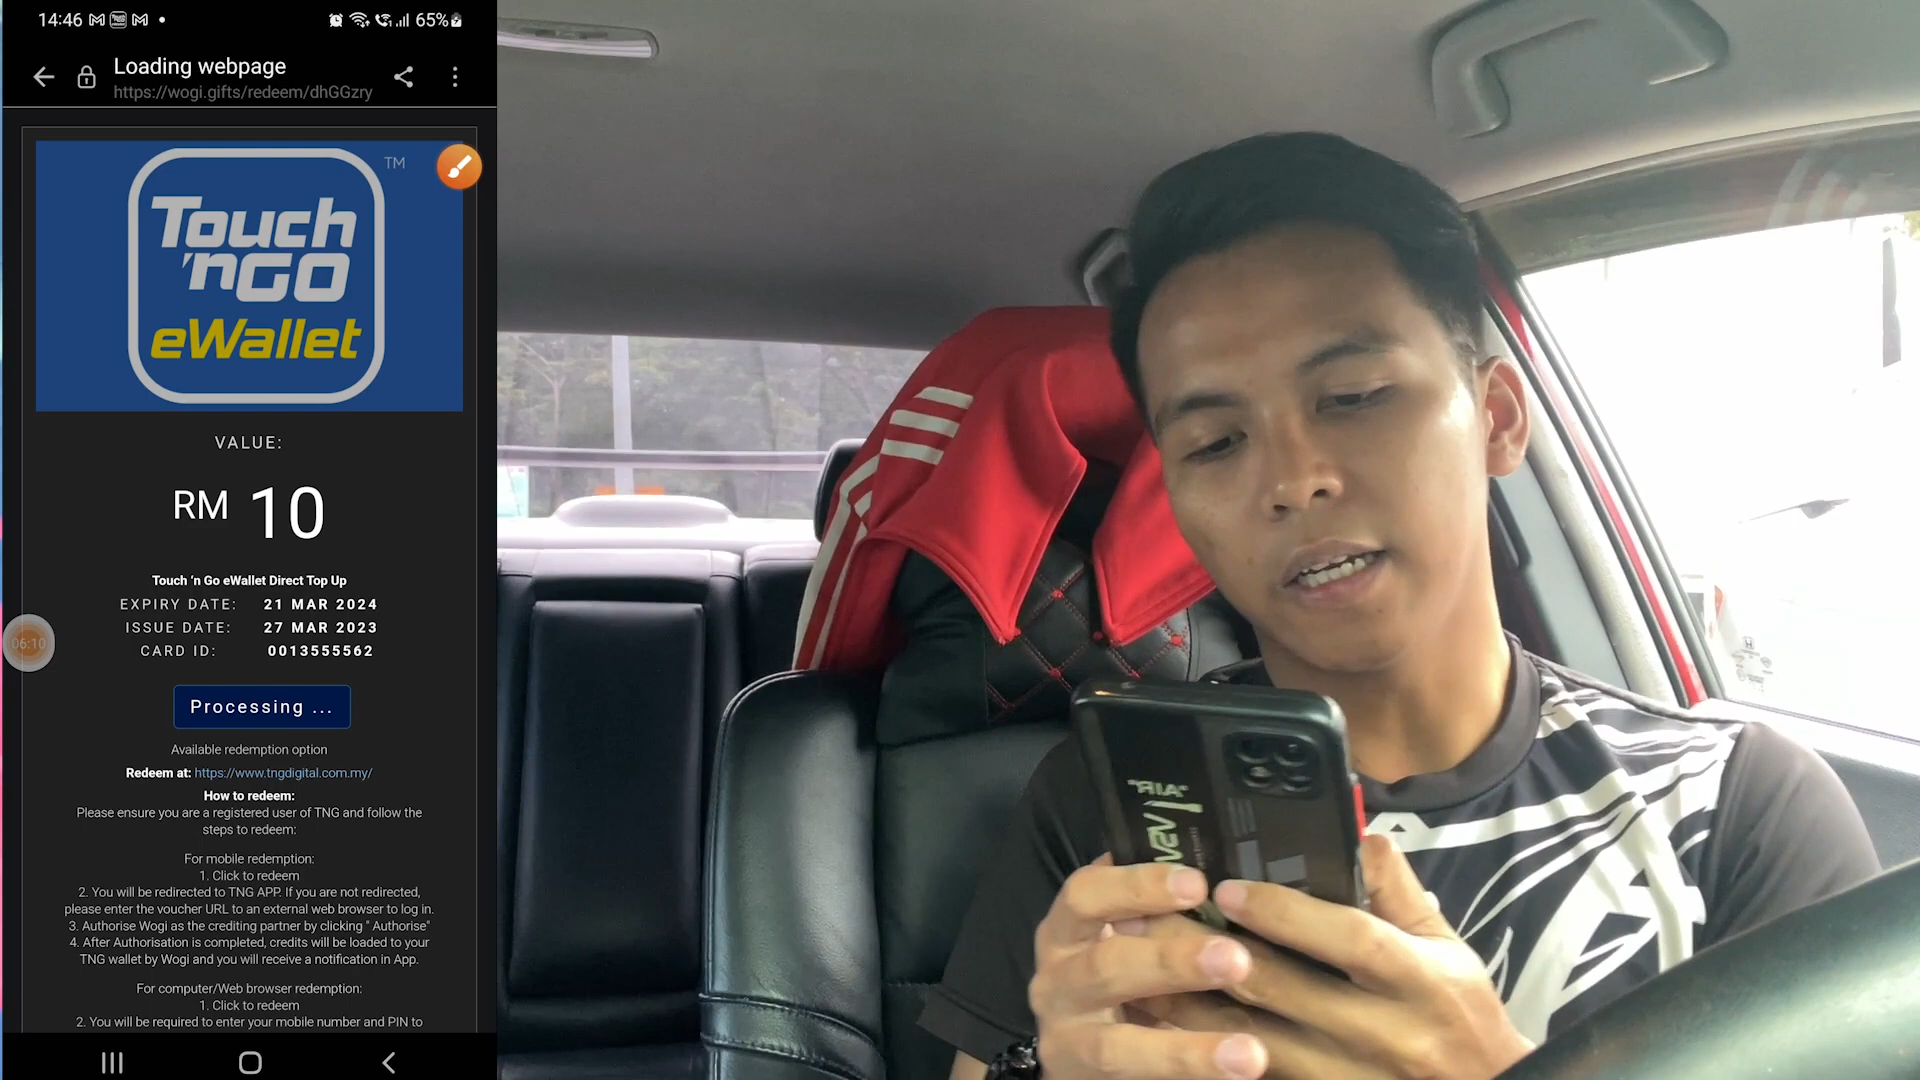 14:46
65%
Loading webpage
https://wogi.gifts/redeem/dhGGzry
TM
Touch
'nGO
eWallet
VALUE:
RM 10
Touch 'n Go eWallet Direct Top Up
EXPIRY DATE: 21 MAR 2024
ISSUE DATE: 27 MAR 2023
CARD ID: 0013555562
06:10
Processing ...
Available redemption option
Redeem at: https://www.tngdigital.com.my/
How to redeem:
Please ensure you are a registered user of TNG and follow the
steps to redeem:
For mobile redemption:
1. Click to redeem
2. You will be redirected to TNG APP. If you are not redirected,
please enter the voucher URL to an external web browser to log in.
3. Authorise Wogi as the crediting partner by clicking " Authorise"
4. After Authorisation is completed, credits will be loaded to your
TNG wallet by Wogi and you will receive a notification in App.
For computer/Web browser redemption:
1. Click to redeem
2. You will be required to enter your mobile number and PIN to
"AIR"